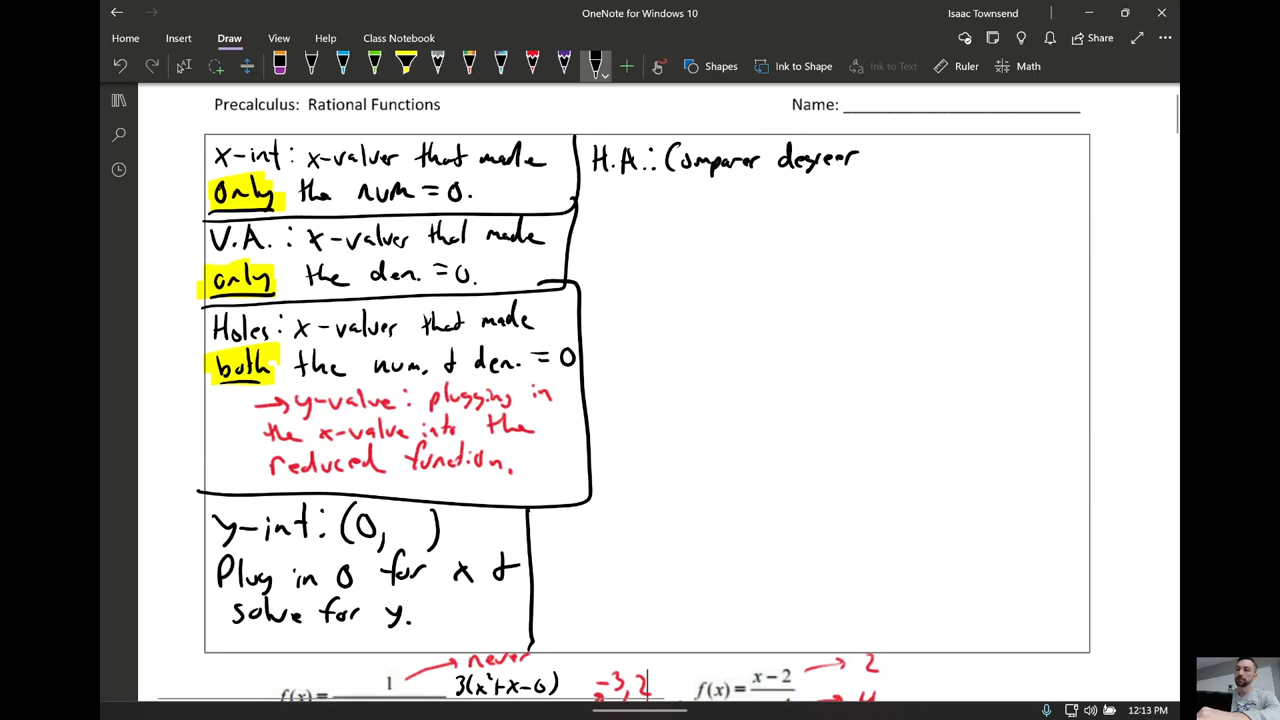 OneNote for Windows 10
Isaac Townsend
Home Insert Draw View Help Class Notebook
Share
Shapes Ink to Shape Ink to Text Ruler Math
Precalculus: Rational Functions Name:
x-int: x-values that made
only the num = 0.
V.A.: x-values that made
only the den. = 0.
Holes: x-values that made
both the num. & den. = 0
→ y-value: plugging in
the x-value into the
reduced function.
y-int: (0, )
Plug in 0 for x &
solve for y.
H.A.: Compares degrees
never
1 3(x²+x-6) -3, 2
f(x) =
f(x) = x-2 → 2
12:13 PM